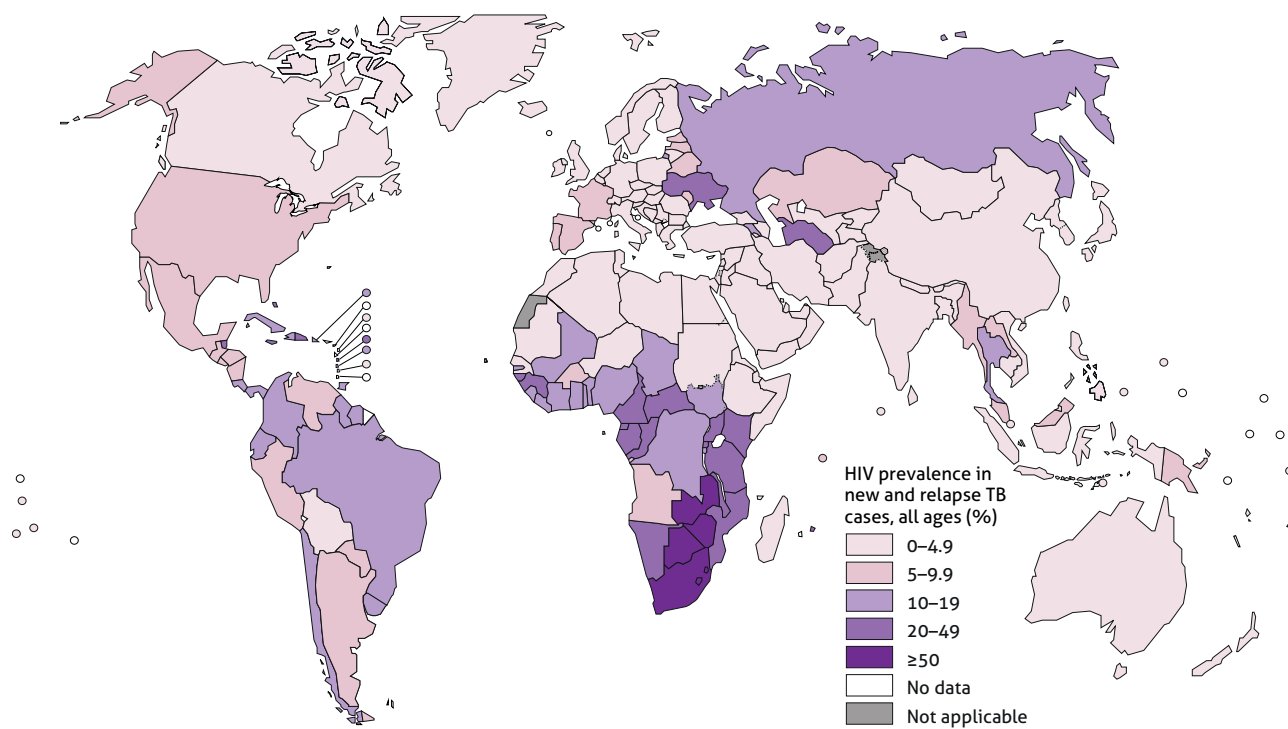 HIV prevalence in
new and relapse TB
cases, all ages (%)
0–4.9
5–9.9
10–19
20–49
≥50
No data
Not applicable